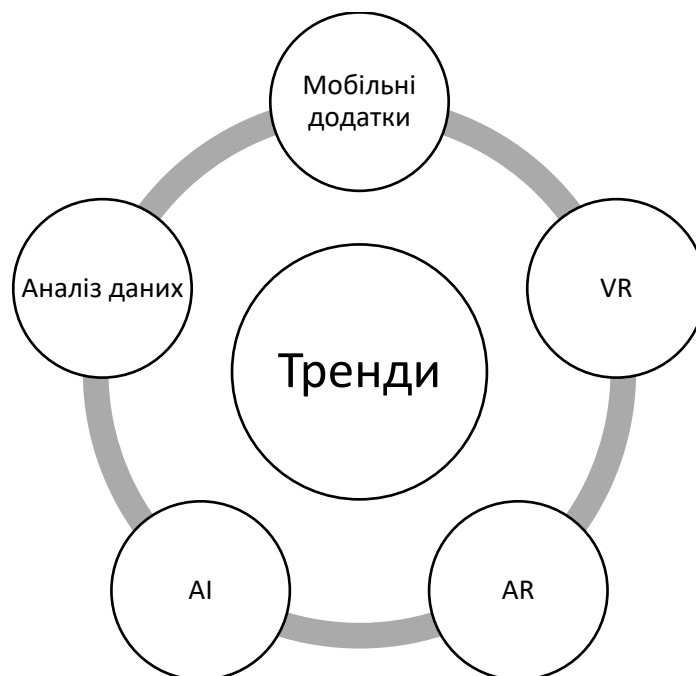 Мобільні
додатки
Аналіз даних
VR
Тренди
AI
AR